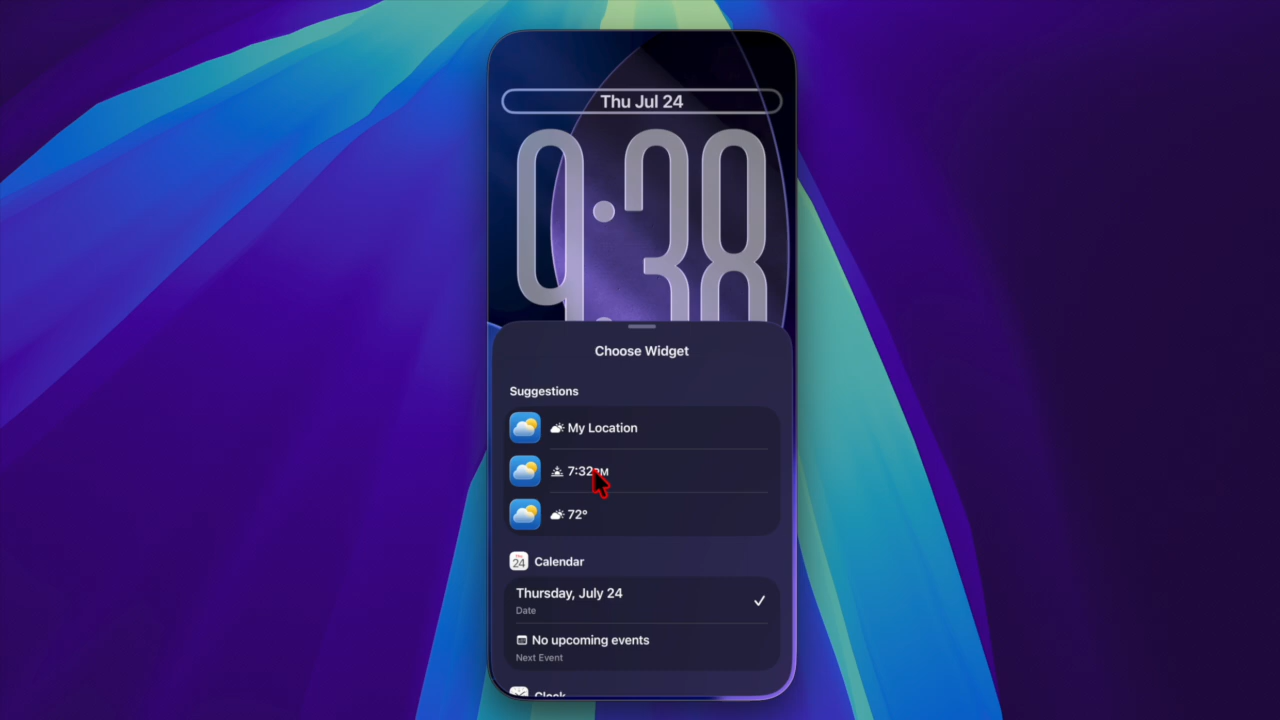 Thu Jul 24
9:38
Choose Widget
Suggestions
My Location
7:32PM
72°
Calendar
24
Thursday, July 24
Date
No upcoming events
Next Event
Clock